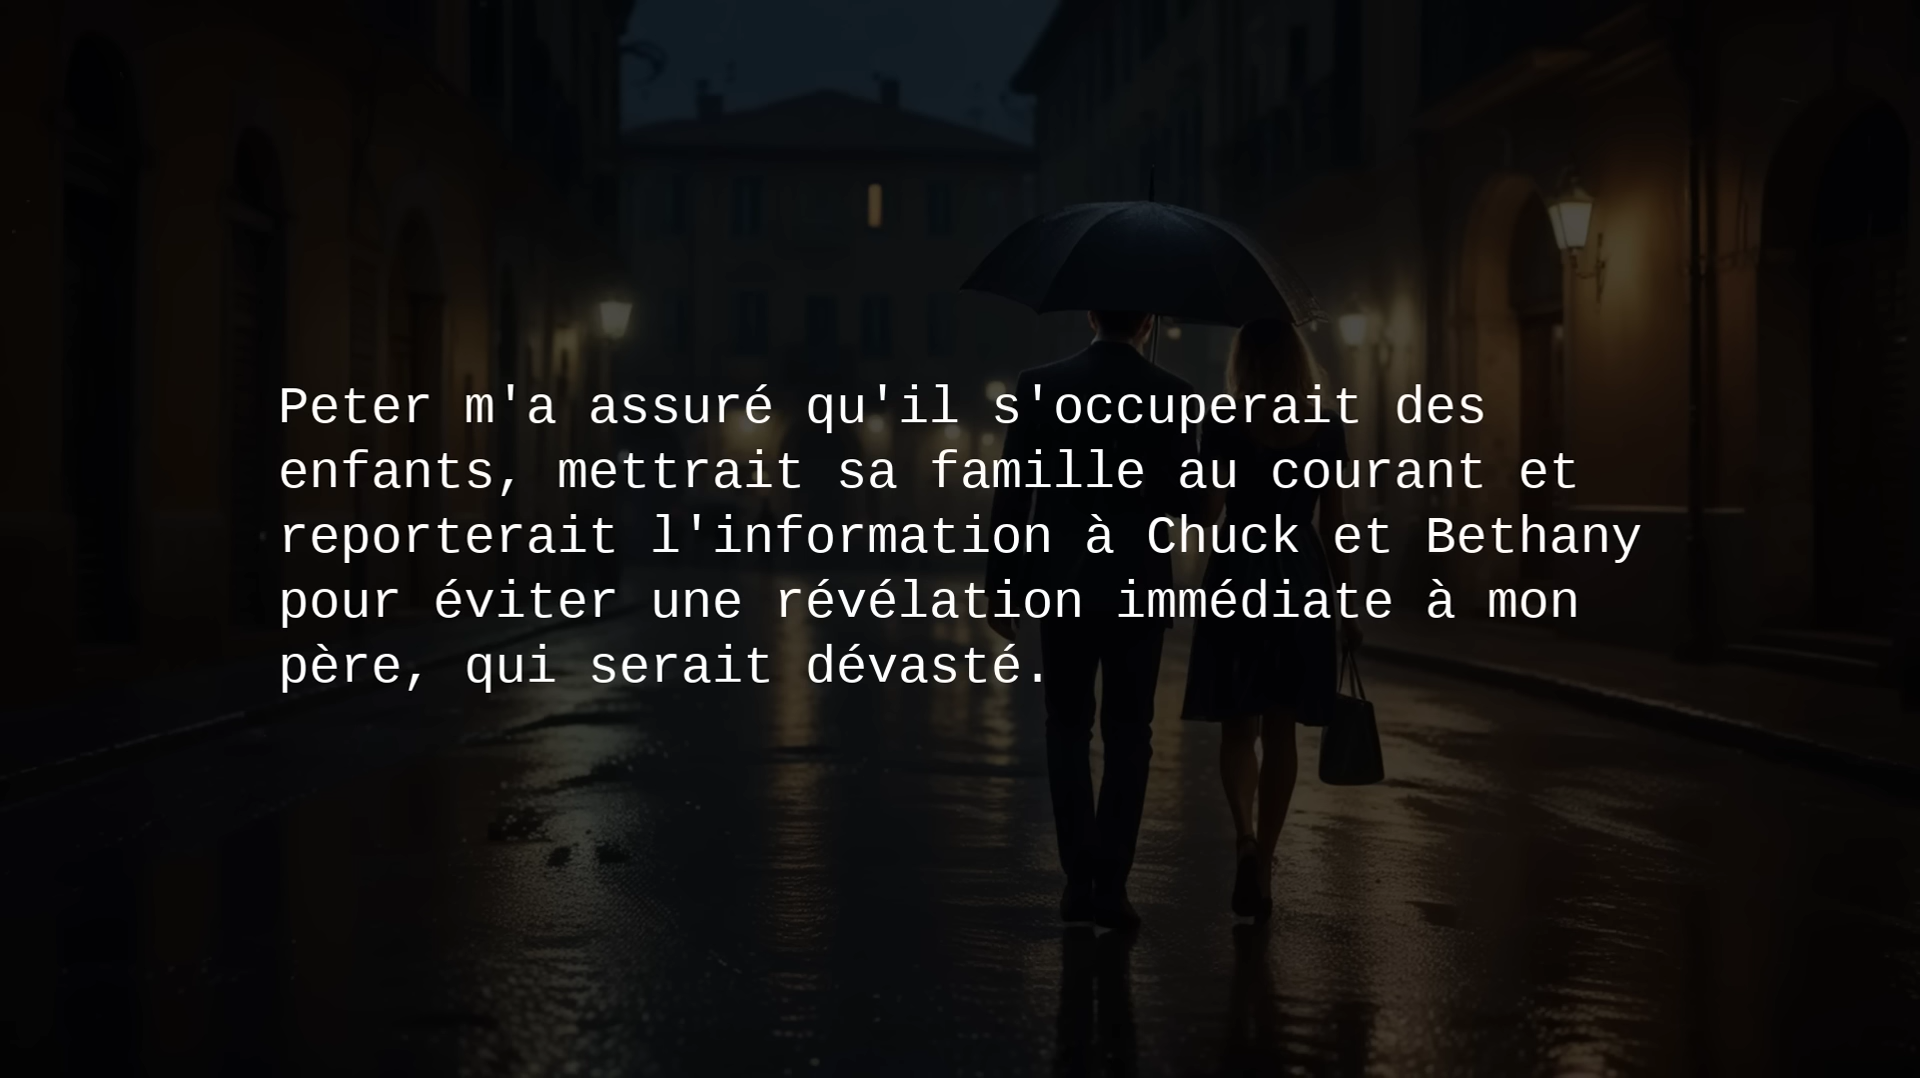 Peter m'a assuré qu'il s'occuperait des
enfants, mettrait sa famille au courant et
reporterait l'information à Chuck et Bethany
pour éviter une révélation immédiate à mon
père, qui serait dévasté.